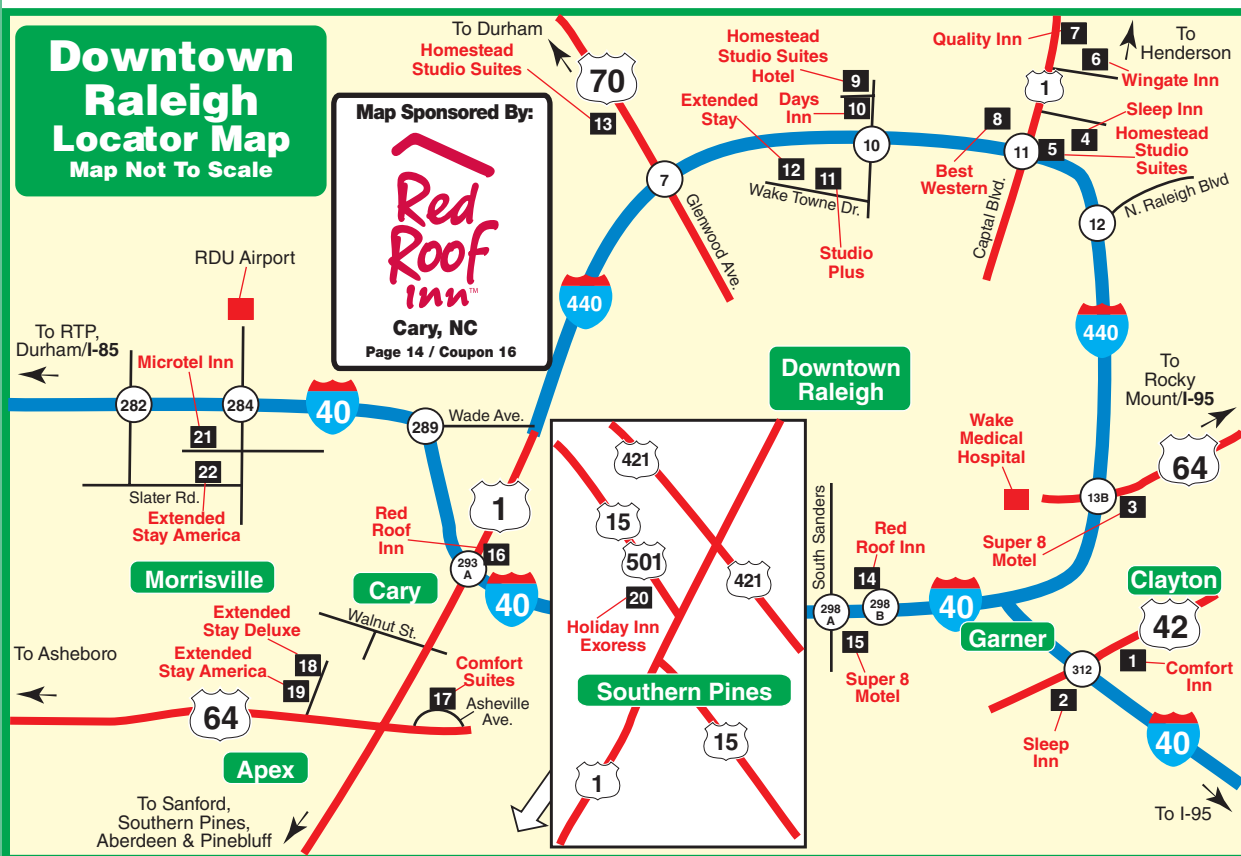 Downtown
Raleigh
Locator Map
Map Not To Scale
Map Sponsored By:
Red
Roof
Inn™
Cary, NC
Page 14 / Coupon 16
To Durham
Homestead
Studio Suites
70
13
7
Glenwood Ave.
440
Homestead
Studio Suites
Hotel
9
Extended
Stay
Days
Inn
10
10
12
11
Wake Towne Dr.
Studio
Plus
Quality Inn
7
To
Henderson
6
Wingate Inn
1
Sleep Inn
4
8
Best
Western
11
5
Homestead
Studio
Suites
Captal Blvd.
12
N. Raleigh Blvd
440
RDU Airport
To RTP,
Durham/I-85
Microtel Inn
282
284
40
289
Wade Ave.
21
22
Slater Rd.
Extended
Stay America
Morrisville
1
Red
Roof
Inn
16
293
A
40
Cary
Walnut St.
Extended
Stay Deluxe
18
Extended
Stay America
19
To Asheboro
64
Comfort
Suites
17
Asheville
Ave.
Apex
To Sanford,
Southern Pines,
Aberdeen & Pinebluff
Downtown
Raleigh
421
15
501
421
20
Holiday Inn
Exoress
Southern Pines
15
1
To
Rocky
Mount/I-95
Wake
Medical
Hospital
64
13B
3
Super 8
Motel
South Sanders
Red
Roof Inn
14
298
A
298
B
40
15
Super 8
Motel
Garner
Clayton
42
312
1
Comfort
Inn
2
Sleep
Inn
40
To I-95